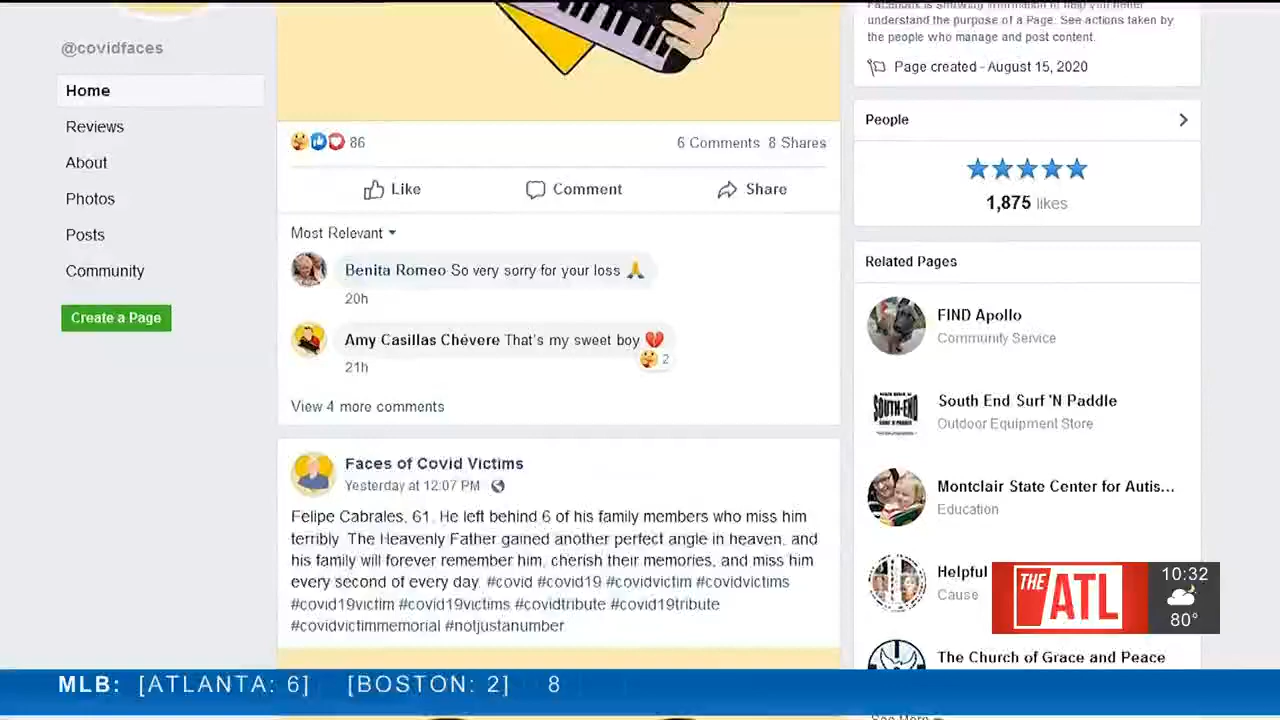 @covidfaces
Home
Reviews
About
Photos
Posts
Community
Create a Page
86
6 Comments 8 Shares
Like
Comment
Share
Most Relevant
Benita Romeo So very sorry for your loss 🙏
20h
Amy Casillas Chévere That's my sweet boy 💔
2
21h
View 4 more comments
Faces of Covid Victims
Yesterday at 12:07 PM
Felipe Cabrales, 61. He left behind 6 of his family members who miss him
terribly. The Heavenly Father gained another perfect angle in heaven, and
his family will forever remember him, cherish their memories, and miss him
every second of every day. #covid #covid19 #covidvictim #covidvictims
#covid19victim #covid19victims #covidtribute #covid19tribute
#covidvictimmemorial #notjustanumber
understand the purpose of a Page. See actions taken by
the people who manage and post content.
Page created - August 15, 2020
People
1,875 likes
Related Pages
FIND Apollo
Community Service
SOUTH-END
South End Surf 'N Paddle
Outdoor Equipment Store
Montclair State Center for Autis...
Education
Helpful
Cause
The Church of Grace and Peace
THE ATL
10:32
80°
MLB: [ATLANTA: 6] [BOSTON: 2] 8